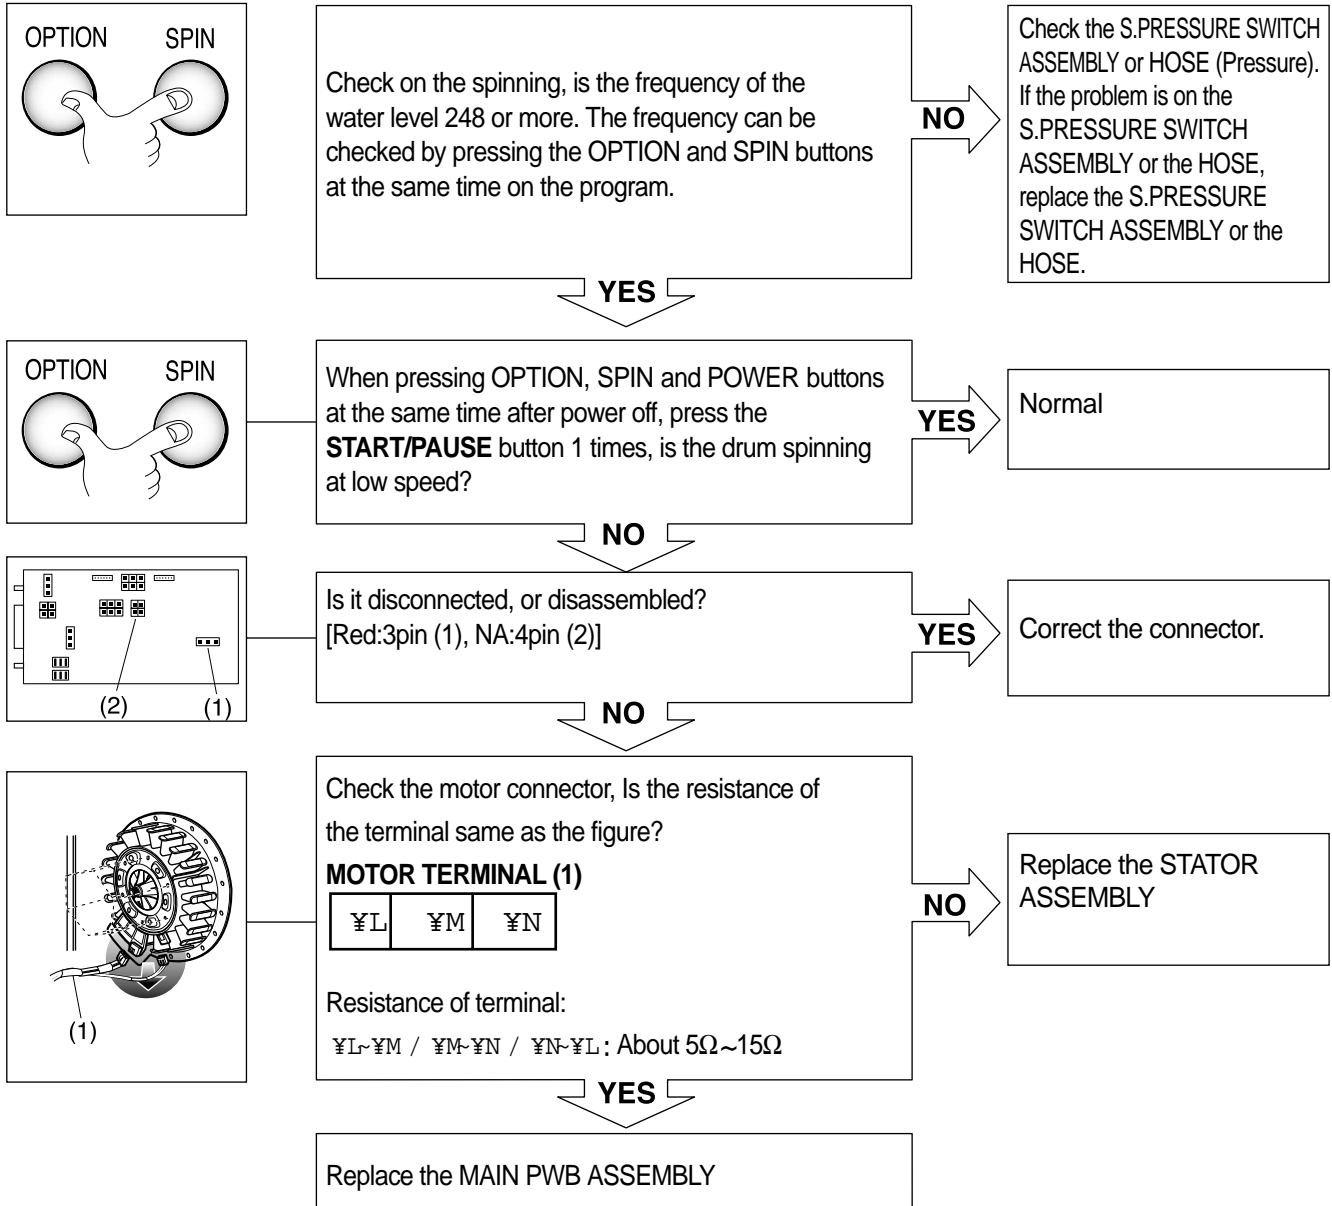 OPTION SPIN
Check on the spinning, is the frequency of the
water level 248 or more. The frequency can be
checked by pressing the OPTION and SPIN buttons
at the same time on the program.
NO
Check the S.PRESSURE SWITCH
ASSEMBLY or HOSE (Pressure).
If the problem is on the
S.PRESSURE SWITCH
ASSEMBLY or the HOSE,
replace the S.PRESSURE
SWITCH ASSEMBLY or the
HOSE.
YES
OPTION SPIN
When pressing OPTION, SPIN and POWER buttons
at the same time after power off, press the
START/PAUSE button 1 times, is the drum spinning
at low speed?
YES
Normal
NO
(2) (1)
Is it disconnected, or disassembled?
[Red:3pin (1), NA:4pin (2)]
YES
Correct the connector.
NO
(1)
Check the motor connector, Is the resistance of
the terminal same as the figure?
MOTOR TERMINAL (1)
¥L ¥M ¥N
Resistance of terminal:
¥L~¥M / ¥M~¥N / ¥N~¥L : About 5Ω~15Ω
NO
Replace the STATOR
ASSEMBLY
YES
Replace the MAIN PWB ASSEMBLY